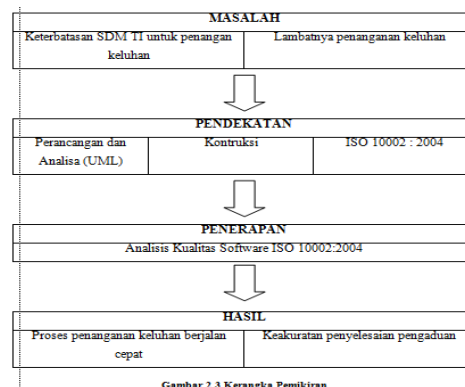 MASALAH
Keterbatasan SDM TI untuk penangan keluhan
Lambatnya penanganan keluhan
PENDEKATAN
Perancangan dan Analisa (UML)
Kontruksi
ISO 10002 : 2004
PENERAPAN
Analisis Kualitas Software ISO 10002:2004
HASIL
Proses penanganan keluhan berjalan cepat
Keakuratan penyelesaian pengaduan
Gambar 2.3 Kerangka Pemikiran